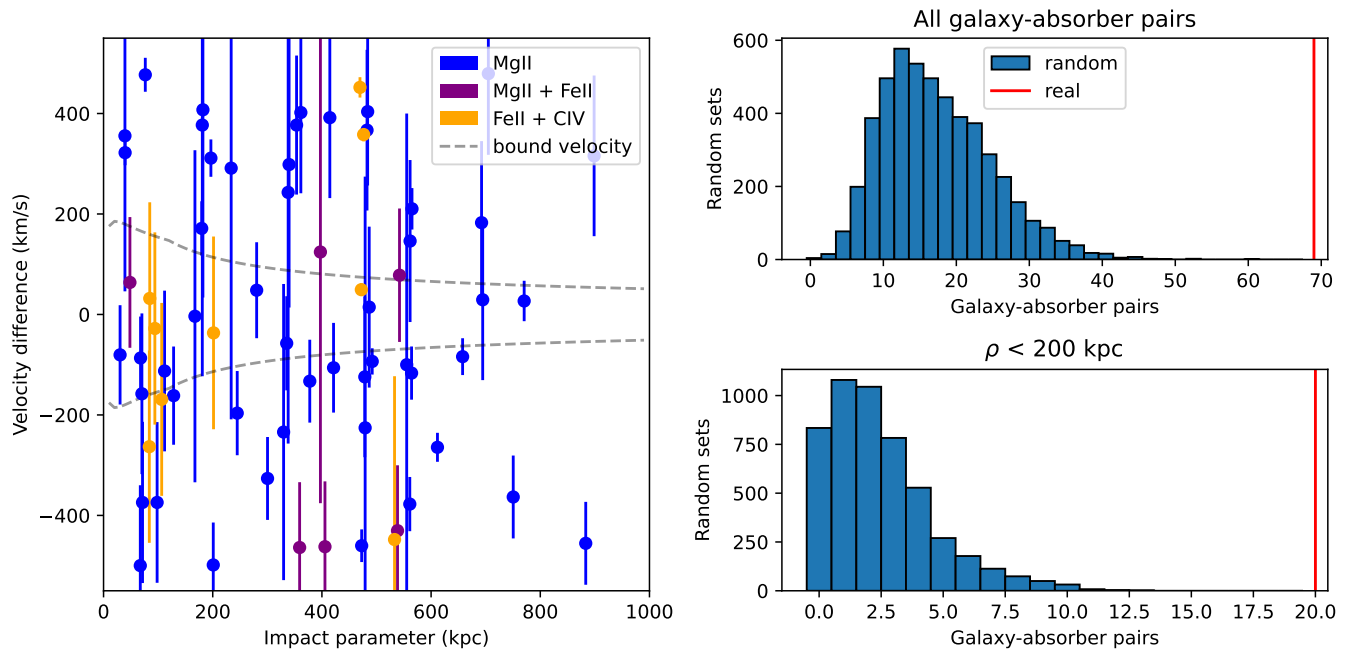 MgII
MgII + FeII
FeII + CIV
bound velocity
400
200
0
−200
−400
Velocity difference (km/s)
0 200 400 600 800 1000
Impact parameter (kpc)
All galaxy-absorber pairs
random
real
600
400
200
0
Random sets
0 10 20 30 40 50 60 70
Galaxy-absorber pairs
ρ < 200 kpc
1000
750
500
250
0
Random sets
0.0 2.5 5.0 7.5 10.0 12.5 15.0 17.5 20.0
Galaxy-absorber pairs